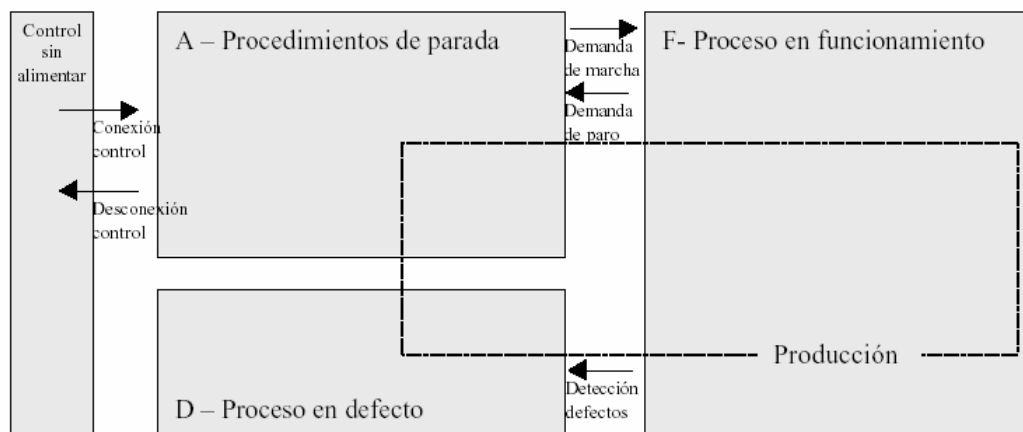 Control
sin
alimentar
A – Procedimientos de parada
Demanda
de marcha
F- Proceso en funcionamiento
Demanda
de paro
Conexión
control
Desconexión
control
Producción
Detección
defectos
D – Proceso en defecto